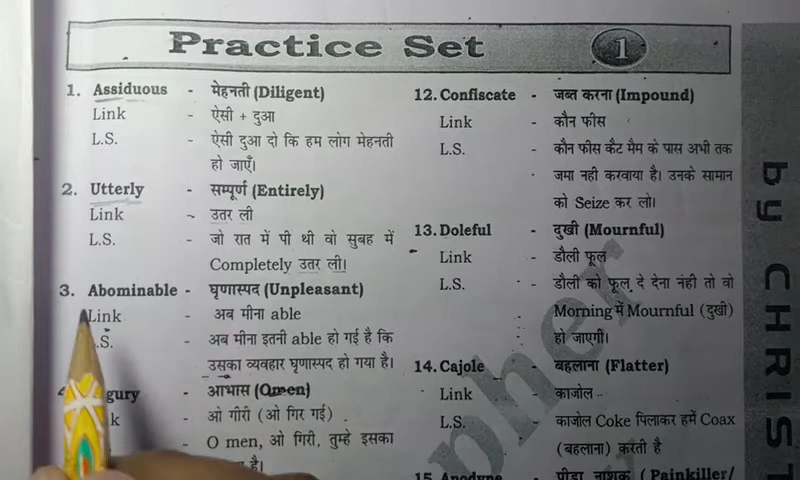 Practice Set 1
1. Assiduous - मेहनती (Diligent)
Link - ऐसी + दुआ
L.S. - ऐसी दुआ दो कि हम लोग मेहनती
हो जाएँ।
2. Utterly - सम्पूर्ण (Entirely)
Link - उतर ली
L.S. - जो रात में पी थी वो सुबह में
Completely उतर ली।
3. Abominable - घृणास्पद (Unpleasant)
Link - अब मीना able
.S. - अब मीना इतनी able हो गई है कि
उसका व्यवहार घृणास्पद हो गया है।
gury - आभास (Omen)
k - ओ गीरी (ओ गिर गई)
- O men, ओ गिरी, तुम्हे इसका
है।
12. Confiscate - जब्त करना (Impound)
Link - कौन फीस
L.S. - कौन फीस कैट मैम के पास अभी तक
जमा नही करवाया है। उनके सामान
को Seize कर लो।
13. Doleful - दुखी (Mournful)
Link - डौली फूल
L.S. - डौली को फूल दे देना नंही तो वो
Morning में Mournful (दुखी)
हो जाएगी।
14. Cajole - बहलाना (Flatter)
Link - काजोल
L.S. - काजोल Coke पिलाकर हमें Coax
(बहलाना) करती है
15. Anodyne - पीड़ा नाशक (Painkiller/
by CHRIST
pher